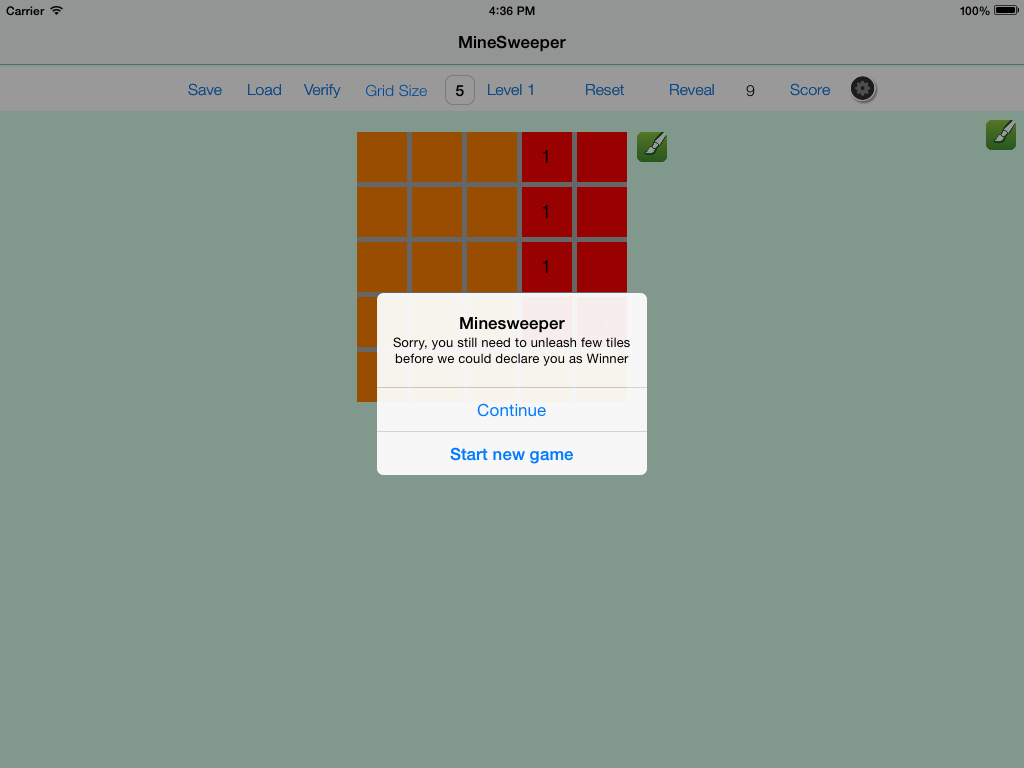 Carrier 4:36 PM 100%
MineSweeper
Save Load Verify Grid Size 5 Level 1 Reset Reveal 9 Score
1
1
1
Minesweeper
Sorry, you still need to unleash few tiles
before we could declare you as Winner
Continue
Start new game